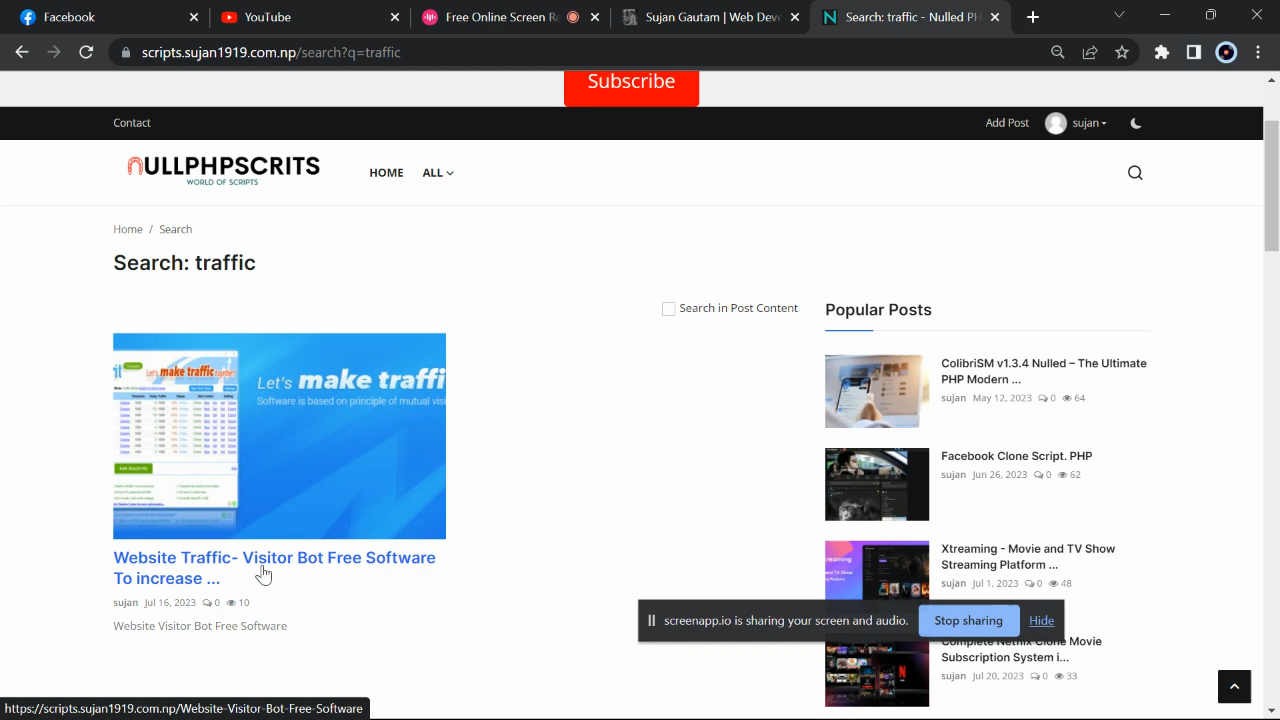 Facebook
YouTube
Free Online Screen Re
Sujan Gautam | Web Deve
Search: traffic - Nulled PH
scripts.sujan1919.com.np/search?q=traffic
Subscribe
Contact
Add Post
sujan
NULLPHPSCRITS
WORLD OF SCRIPTS
HOME
ALL
Home / Search
Search: traffic
Search in Post Content
Let's make traffic together
Let's make traffi
Software is based on principle of mutual visi
Website Traffic- Visitor Bot Free Software
To increase ...
sujan Jul 16, 2023 0 10
Website Visitor Bot Free Software
Popular Posts
ColibriSM v1.3.4 Nulled – The Ultimate
PHP Modern ...
sujan May 12, 2023 0 64
Facebook Clone Script. PHP
sujan Jun 26, 2023 0 62
Xtreaming - Movie and TV Show
Streaming Platform ...
sujan Jul 1, 2023 0 48
screenapp.io is sharing your screen and audio.
Stop sharing
Hide
Complete Netflix Clone Movie
Subscription System i...
sujan Jul 20, 2023 0 33
https://scripts.sujan1919.com.np/Website-Visitor-Bot-Free-Software